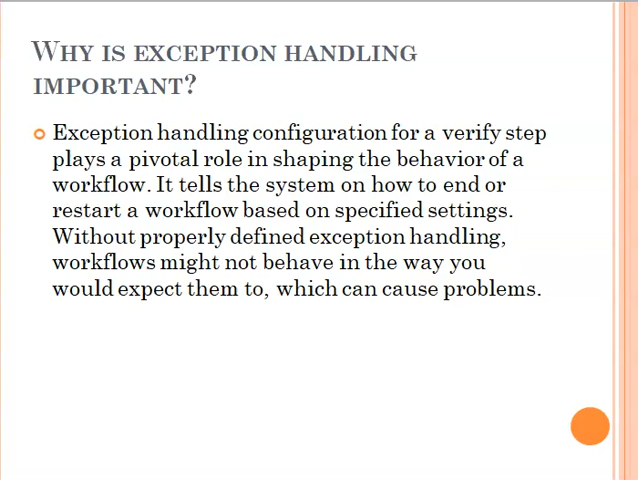 WHY IS EXCEPTION HANDLING
IMPORTANT?
Exception handling configuration for a verify step
plays a pivotal role in shaping the behavior of a
workflow. It tells the system on how to end or
restart a workflow based on specified settings.
Without properly defined exception handling,
workflows might not behave in the way you
would expect them to, which can cause problems.